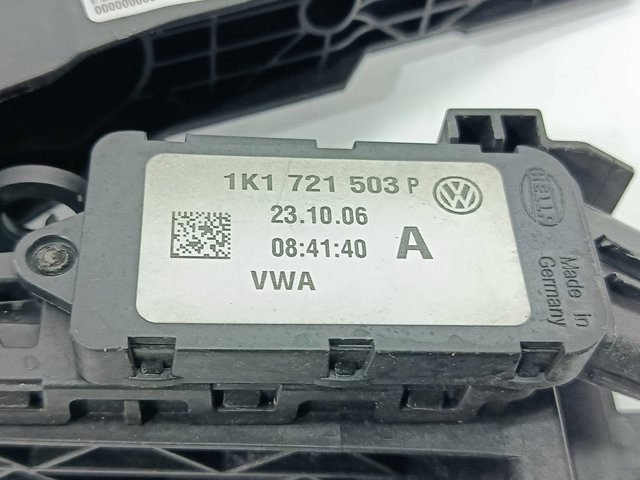 1K1 721 503 P
23.10.06
08:41:40 A
VWA
HELLA
Made in
Germany